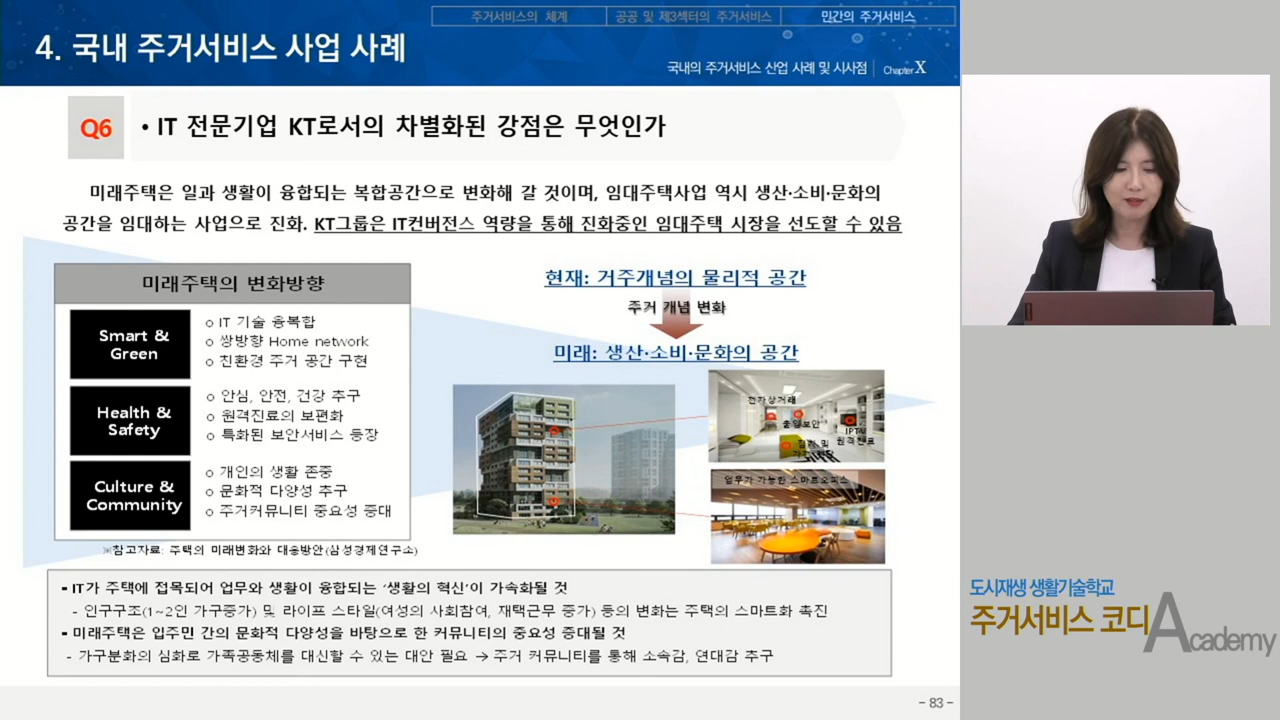 주거서비스의 체계
공공 및 제3섹터의 주거서비스
민간의 주거서비스
4. 국내 주거서비스 사업 사례
국내의 주거서비스 산업 사례 및 시사점 Chapter X
Q6
• IT 전문기업 KT로서의 차별화된 강점은 무엇인가
미래주택은 일과 생활이 융합되는 복합공간으로 변화해 갈 것이며, 임대주택사업 역시 생산·소비·문화의
공간을 임대하는 사업으로 진화. KT그룹은 IT컨버전스 역량을 통해 진화중인 임대주택 시장을 선도할 수 있음
미래주택의 변화방향
Smart &
Green
o IT 기술 융복합
o 쌍방향 Home network
o 친환경 주거 공간 구현
Health &
Safety
o 안심, 안전, 건강 추구
o 원격진료의 보편화
o 특화된 보안서비스 등장
Culture &
Community
o 개인의 생활 존중
o 문화적 다양성 추구
o 주거커뮤니티 중요성 증대
※참고자료: 주택의 미래변화와 대응방안(삼성경제연구소)
현재: 거주개념의 물리적 공간
주거 개념 변화
미래: 생산·소비·문화의 공간
전자상거래
출입보안
IPTV
업무가 가능한 스마트오피스
▪ IT가 주택에 접목되어 업무와 생활이 융합되는 ‘생활의 혁신’이 가속화될 것
- 인구구조(1~2인 가구증가) 및 라이프 스타일(여성의 사회참여, 재택근무 증가) 등의 변화는 주택의 스마트화 촉진
▪ 미래주택은 입주민 간의 문화적 다양성을 바탕으로 한 커뮤니티의 중요성 증대될 것
- 가구분화의 심화로 가족공동체를 대신할 수 있는 대안 필요 → 주거 커뮤니티를 통해 소속감, 연대감 추구
- 83 -
도시재생 생활기술학교
주거서비스 코디 Academy